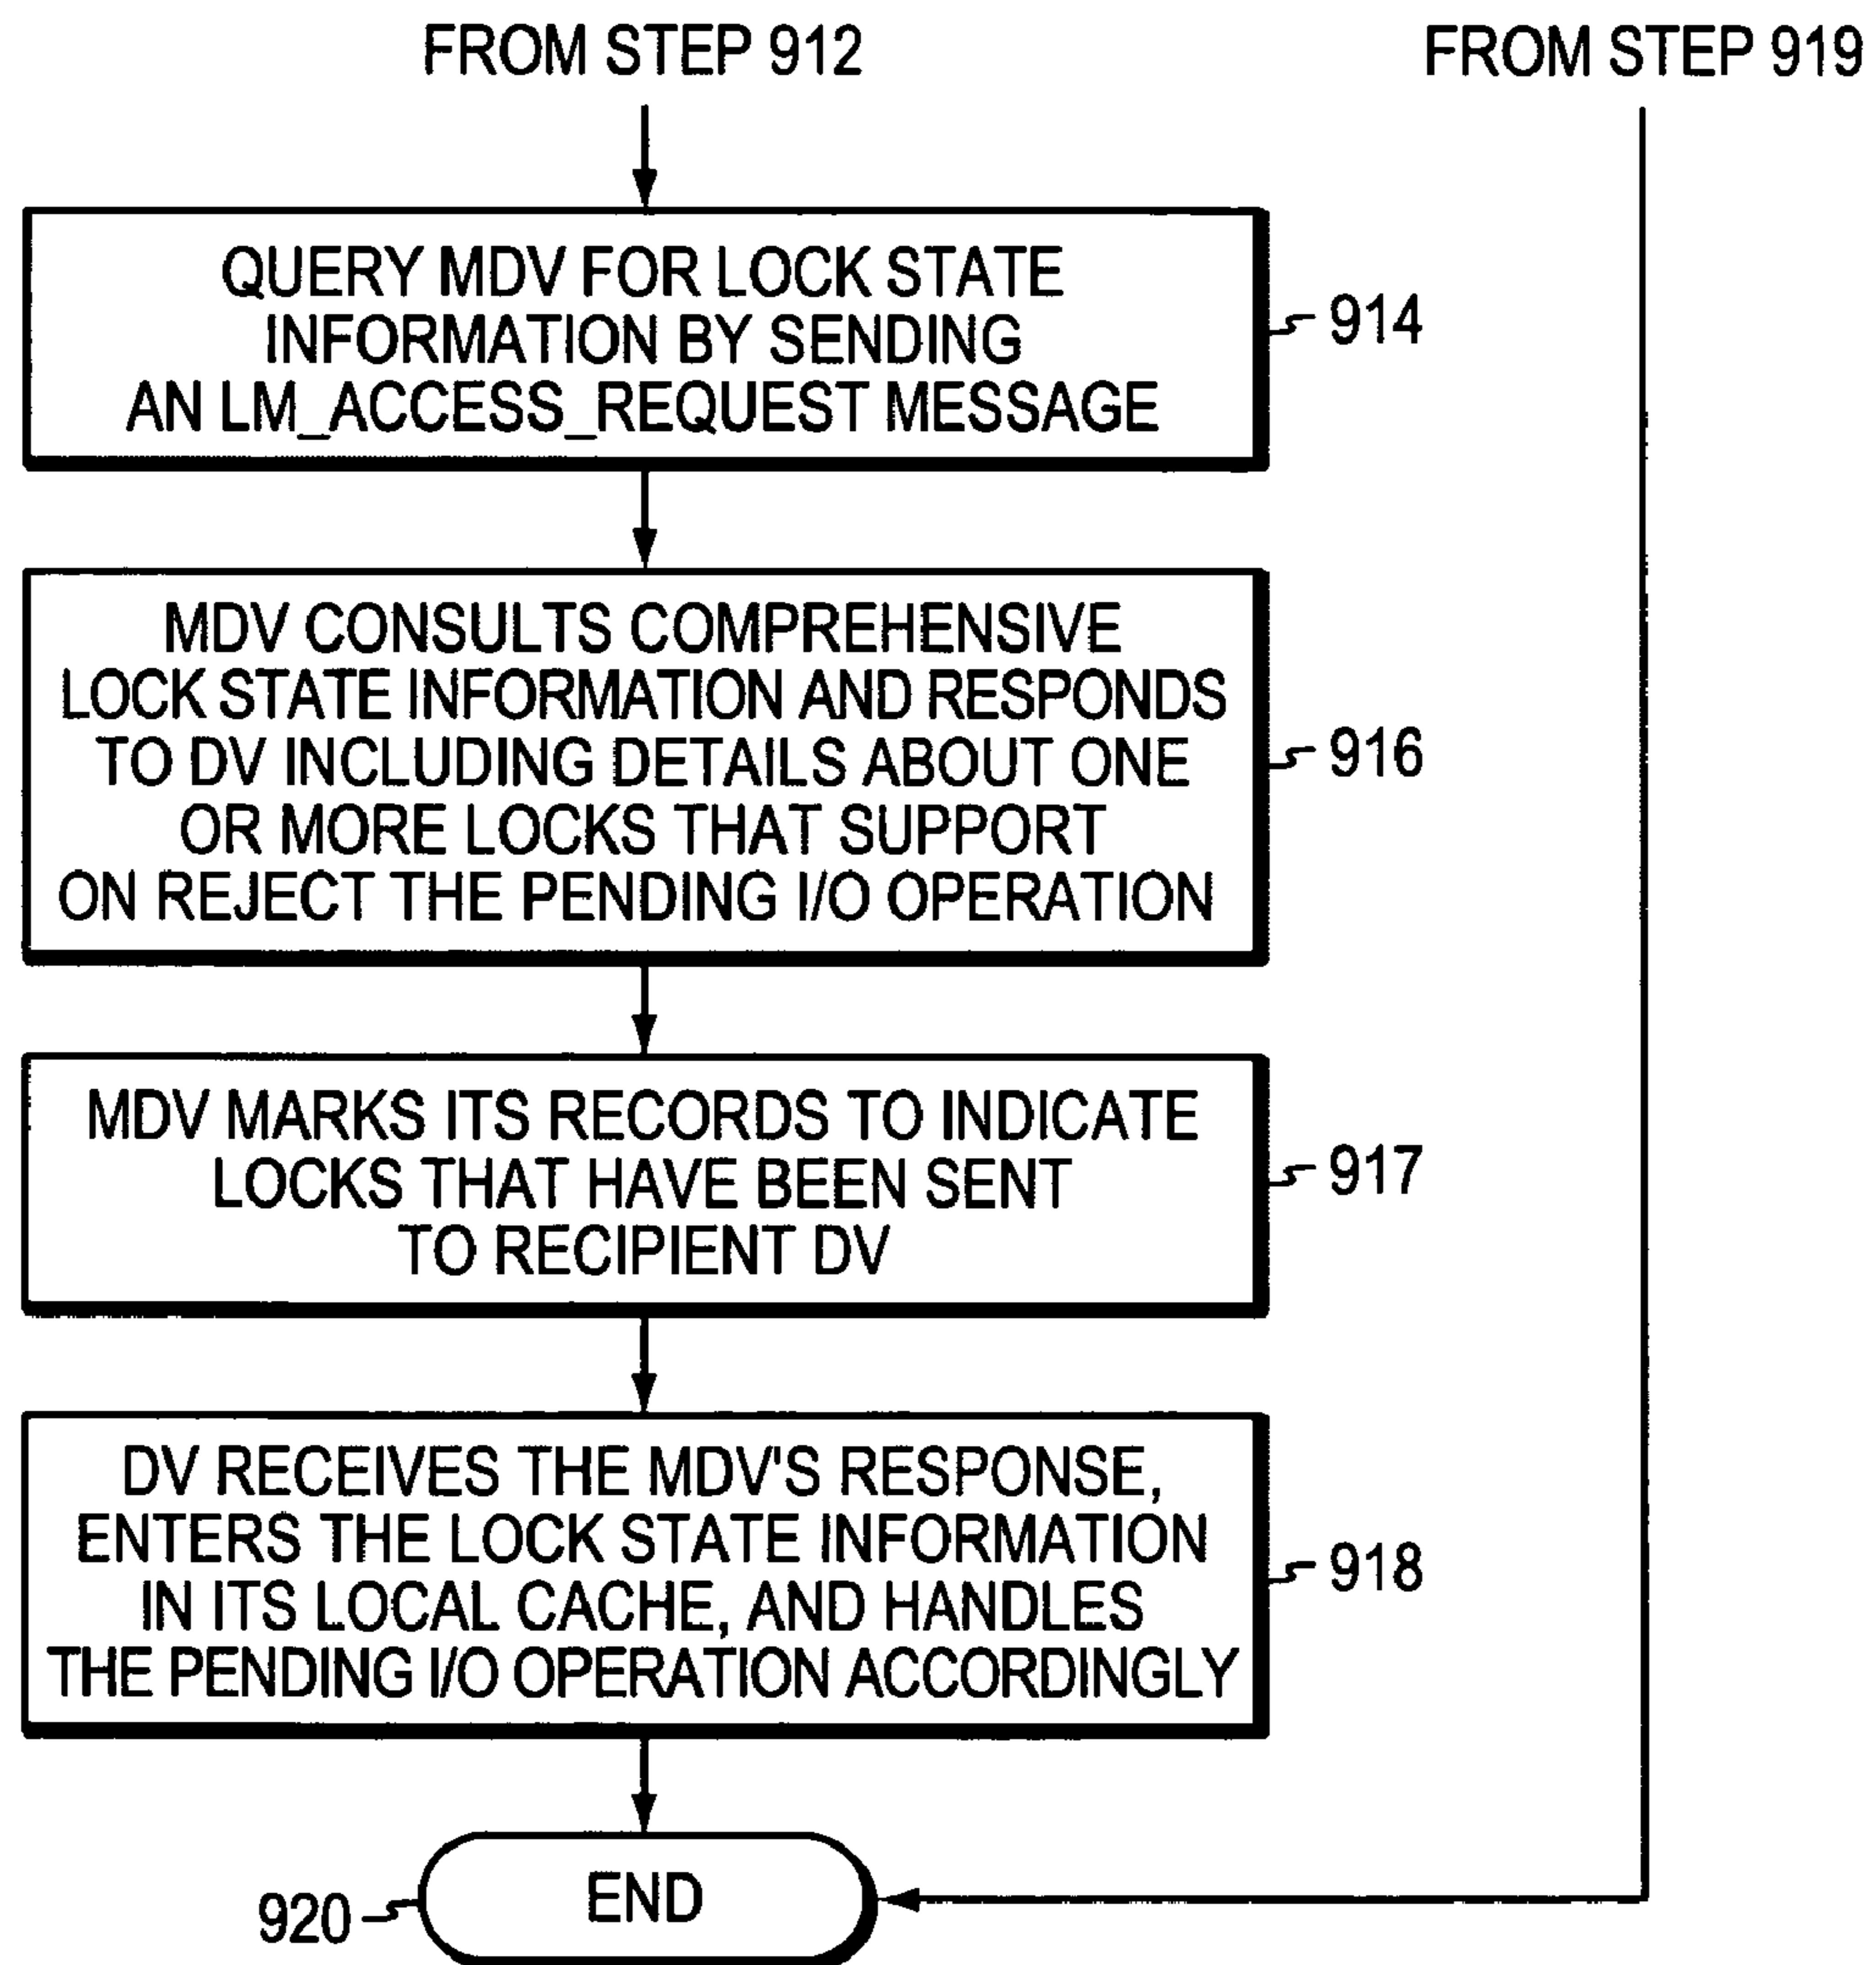 FROM STEP 912
FROM STEP 919
QUERY MDV FOR LOCK STATE
INFORMATION BY SENDING
AN LM_ACCESS_REQUEST MESSAGE
914
MDV CONSULTS COMPREHENSIVE
LOCK STATE INFORMATION AND RESPONDS
TO DV INCLUDING DETAILS ABOUT ONE
OR MORE LOCKS THAT SUPPORT
ON REJECT THE PENDING I/O OPERATION
916
MDV MARKS ITS RECORDS TO INDICATE
LOCKS THAT HAVE BEEN SENT
TO RECIPIENT DV
917
DV RECEIVES THE MDV'S RESPONSE,
ENTERS THE LOCK STATE INFORMATION
IN ITS LOCAL CACHE, AND HANDLES
THE PENDING I/O OPERATION ACCORDINGLY
918
END
920